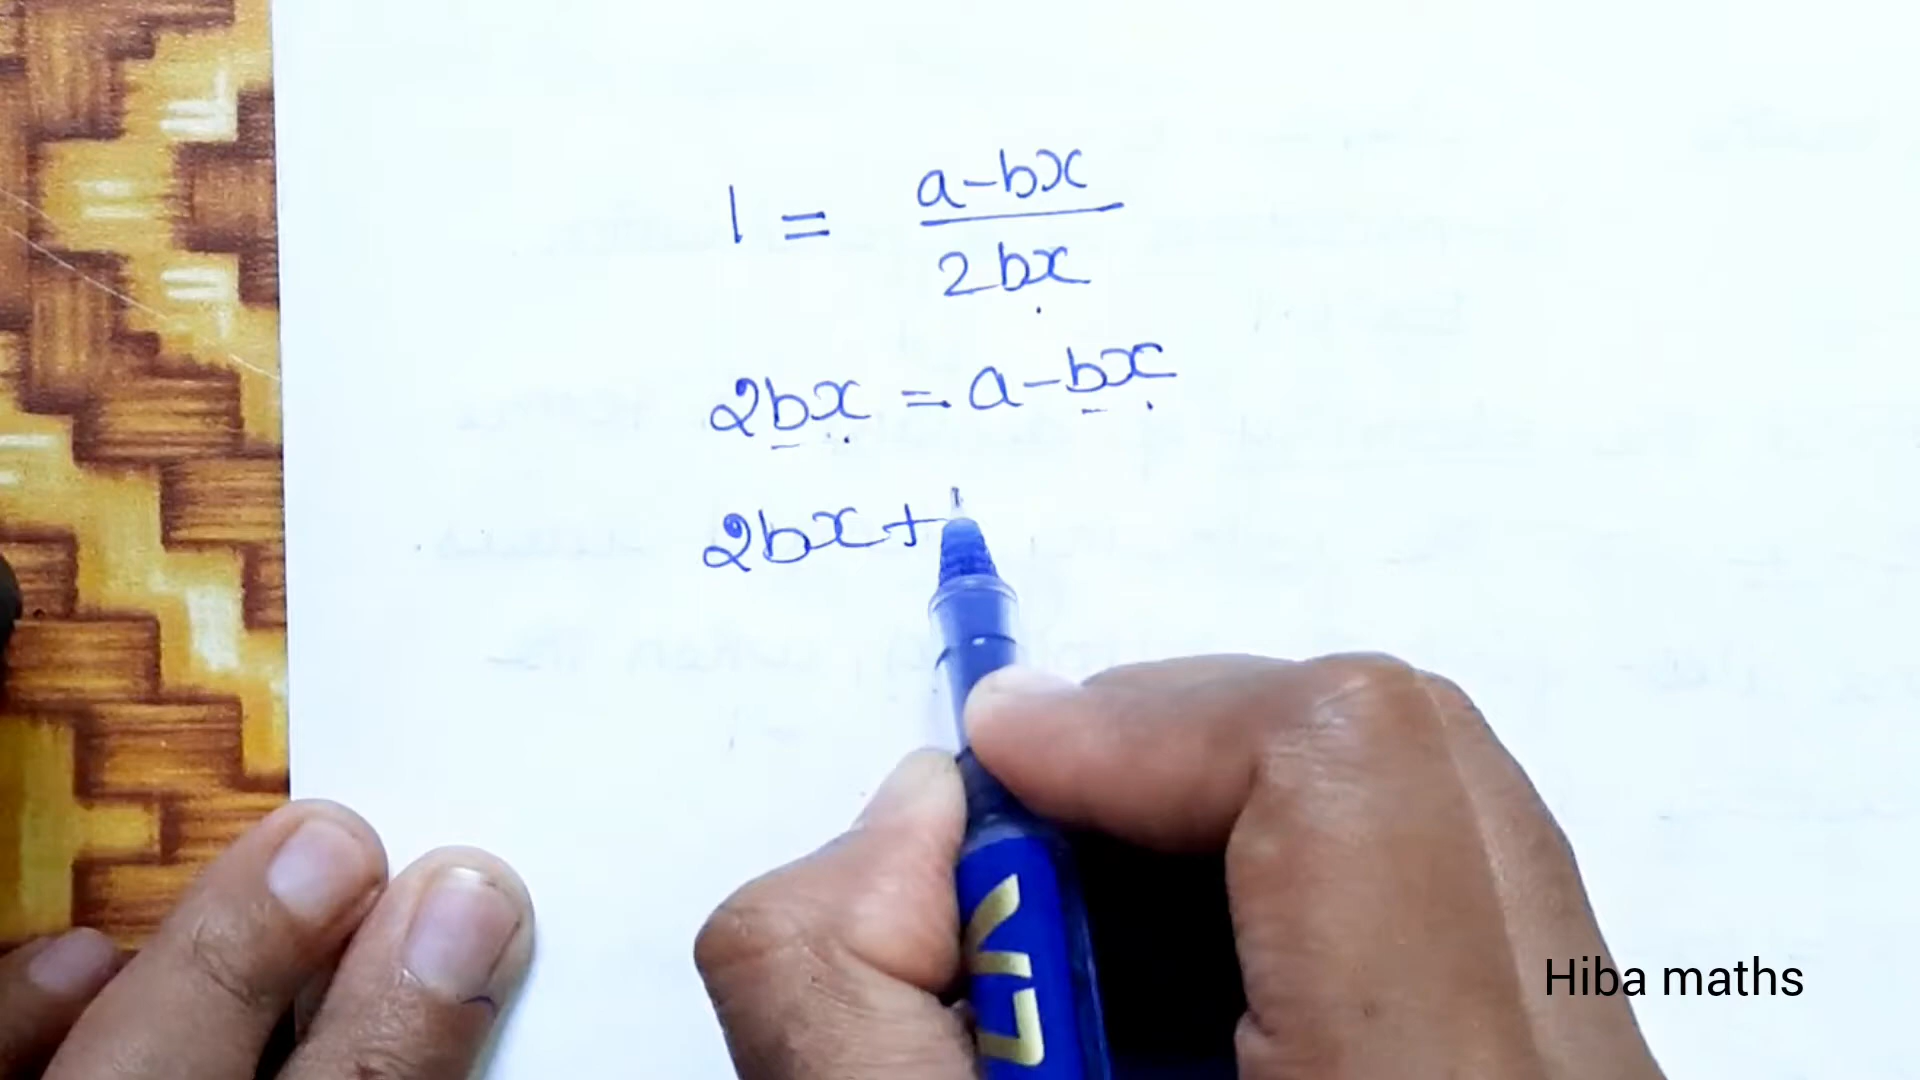 1 = a-bx
2bx
2bx = a-bx
2bx+
Hiba maths